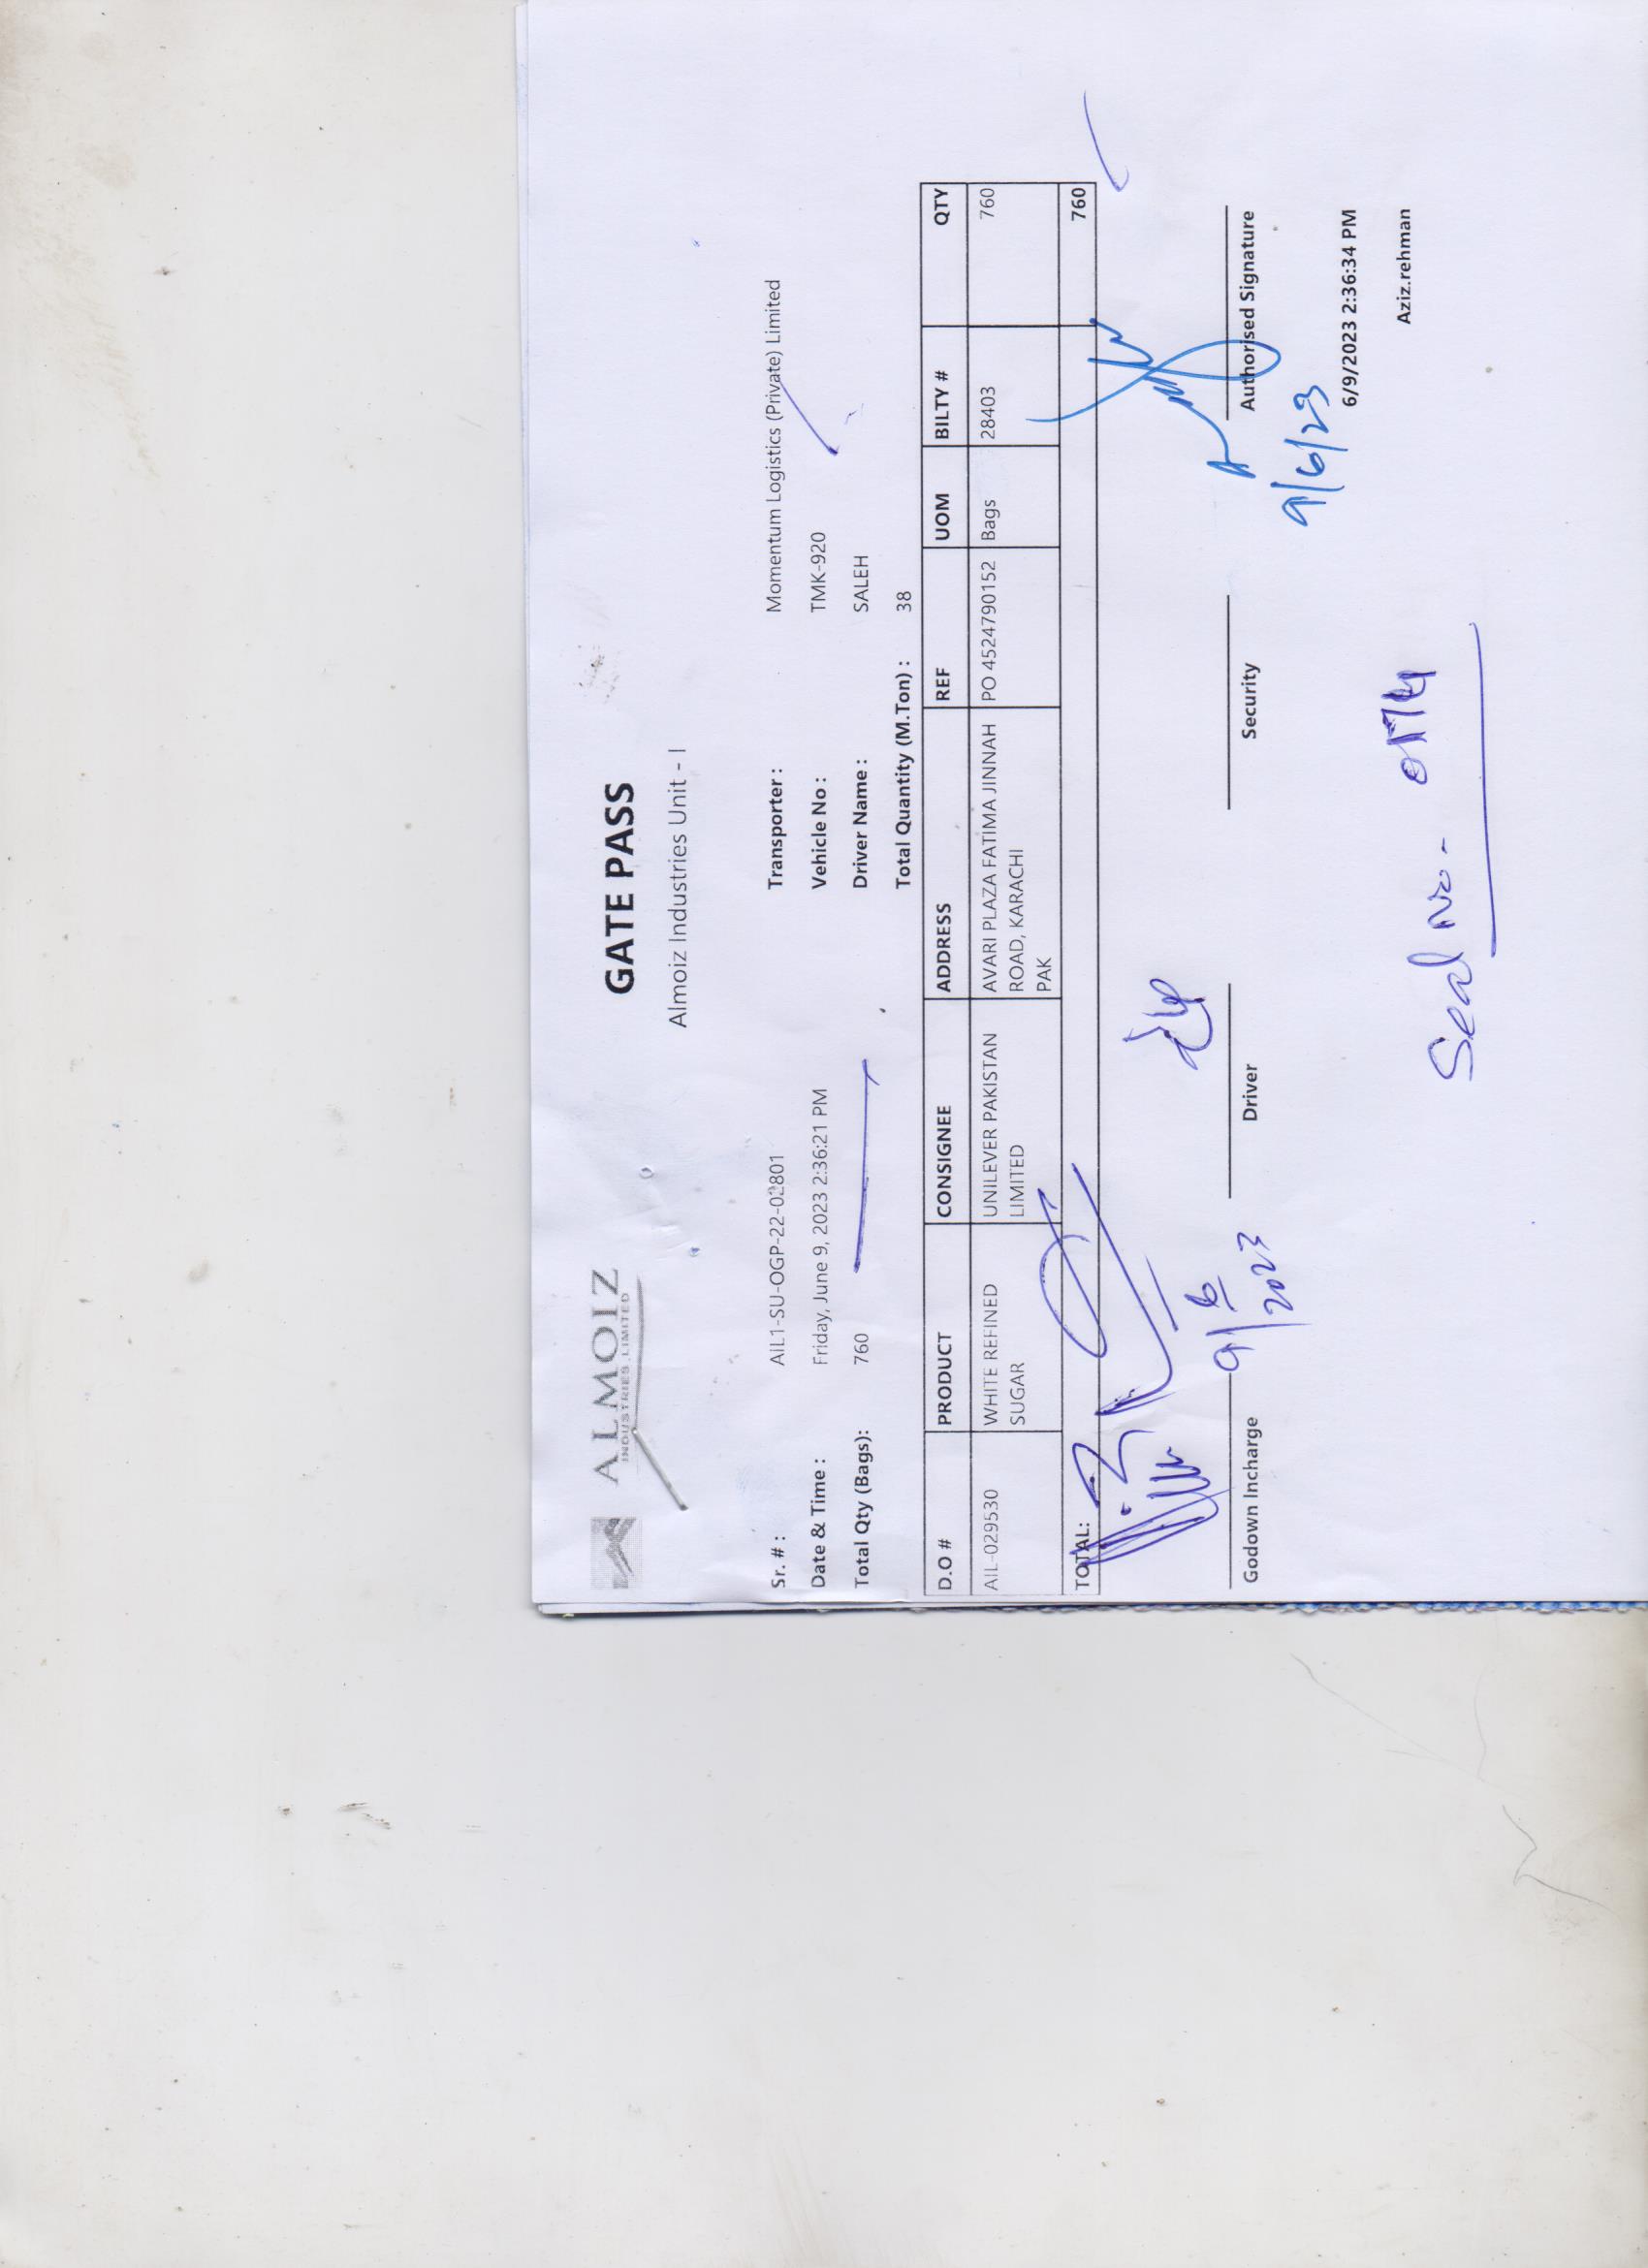 ALMOIZ
INDUSTRIES LIMITED
GATE PASS
Almoiz Industries Unit - I
Sr. # : AIL1-SU-OGP-22-02801 Transporter : Momentum Logistics (Private) Limited
Date & Time : Friday, June 9, 2023 2:36:21 PM Vehicle No : TMK-920
Total Qty (Bags): 760 Driver Name : SALEH
Total Quantity (M.Ton) : 38
D.O # PRODUCT CONSIGNEE ADDRESS REF UOM BILTY # QTY
AIL-029530 WHITE REFINED UNILEVER PAKISTAN AVARI PLAZA FATIMA JINNAH PO 4524790152 Bags 28403 760
SUGAR LIMITED ROAD, KARACHI
PAK
TOTAL: 760
9/6/2023
Godown Incharge Driver Security Authorised Signature
9/6/23
6/9/2023 2:36:34 PM
Aziz.rehman
Seal no.